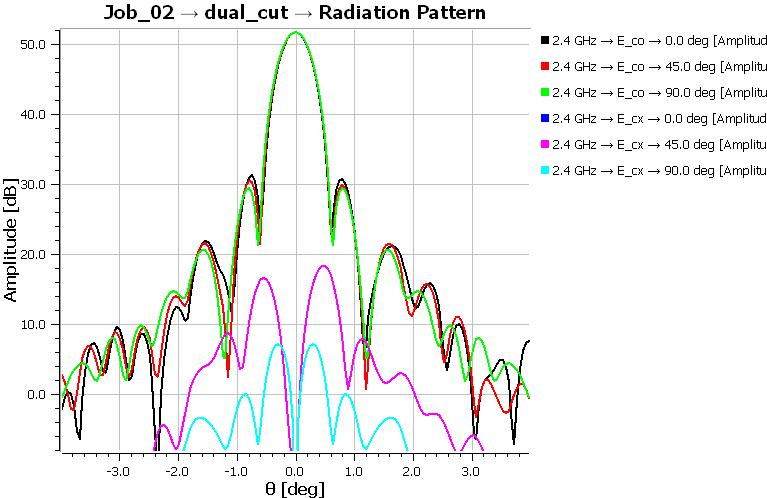 Job_02 → dual_cut → Radiation Pattern
50.0
40.0
30.0
20.0
10.0
0.0
Amplitude [dB]
-3.0 -2.0 -1.0 0.0 1.0 2.0 3.0
θ [deg]
2.4 GHz → E_co → 0.0 deg [Amplitud
2.4 GHz → E_co → 45.0 deg [Amplitu
2.4 GHz → E_co → 90.0 deg [Amplitu
2.4 GHz → E_cx → 0.0 deg [Amplitud
2.4 GHz → E_cx → 45.0 deg [Amplitu
2.4 GHz → E_cx → 90.0 deg [Amplitu